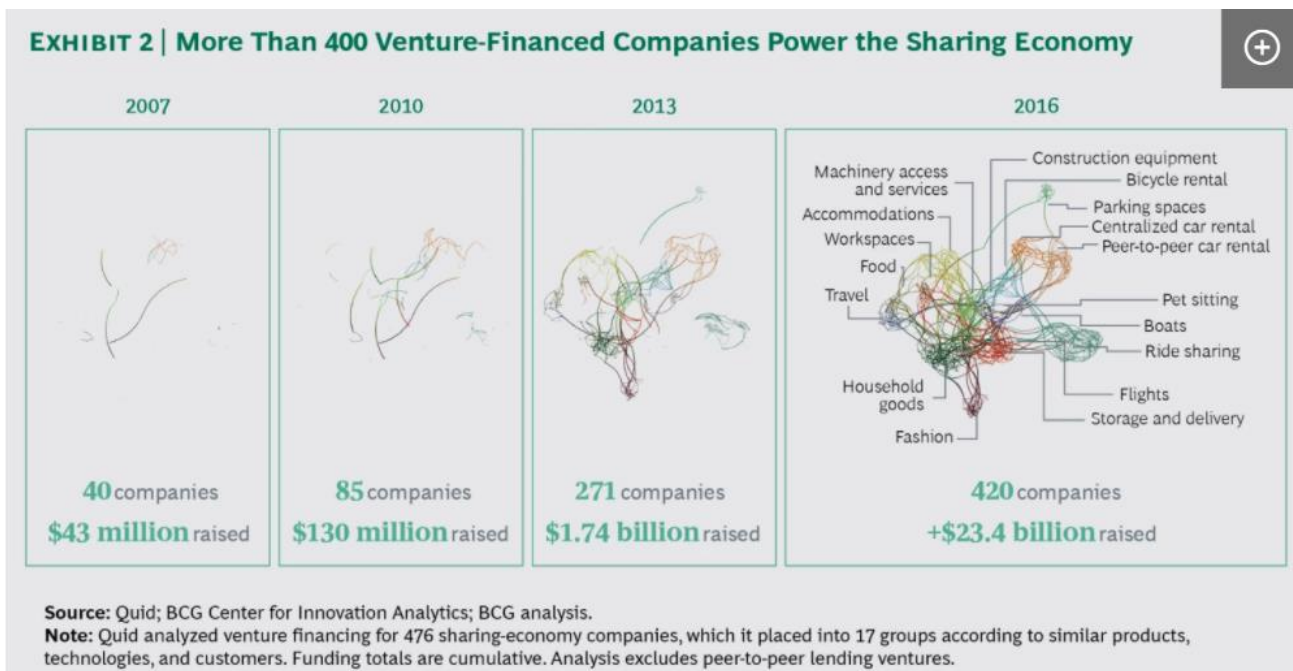 EXHIBIT 2 | More Than 400 Venture-Financed Companies Power the Sharing Economy
2007
2010
2013
2016
Machinery access
and services
Accommodations
Workspaces
Food
Travel
Household
goods
Fashion
Construction equipment
Bicycle rental
Parking spaces
Centralized car rental
Peer-to-peer car rental
Pet sitting
Boats
Ride sharing
Flights
Storage and delivery
40 companies
$43 million raised
85 companies
$130 million raised
271 companies
$1.74 billion raised
420 companies
+$23.4 billion raised
Source: Quid; BCG Center for Innovation Analytics; BCG analysis.
Note: Quid analyzed venture financing for 476 sharing-economy companies, which it placed into 17 groups according to similar products,
technologies, and customers. Funding totals are cumulative. Analysis excludes peer-to-peer lending ventures.